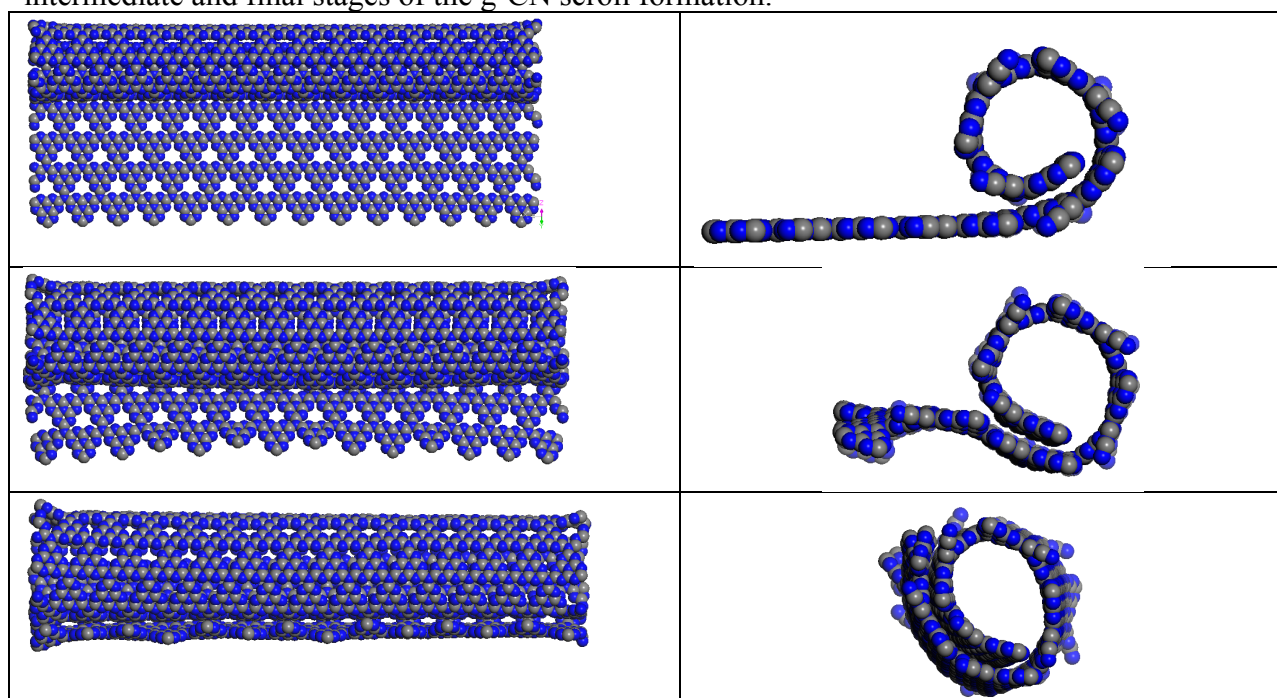 intermediate and final stages of the g-CN scroll formation.